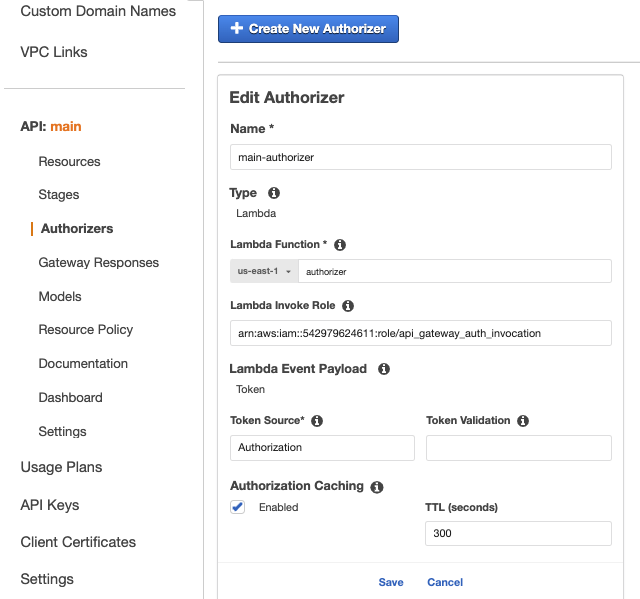 Custom Domain Names
VPC Links
API: main
Resources
Stages
Authorizers
Gateway Responses
Models
Resource Policy
Documentation
Dashboard
Settings
Usage Plans
API Keys
Client Certificates
Settings
+ Create New Authorizer
Edit Authorizer
Name *
main-authorizer
Type
Lambda
Lambda Function *
us-east-1 authorizer
Lambda Invoke Role
arn:aws:iam::542979624611:role/api_gateway_auth_invocation
Lambda Event Payload
Token
Token Source* Token Validation
Authorization
Authorization Caching
Enabled TTL (seconds)
300
Save Cancel